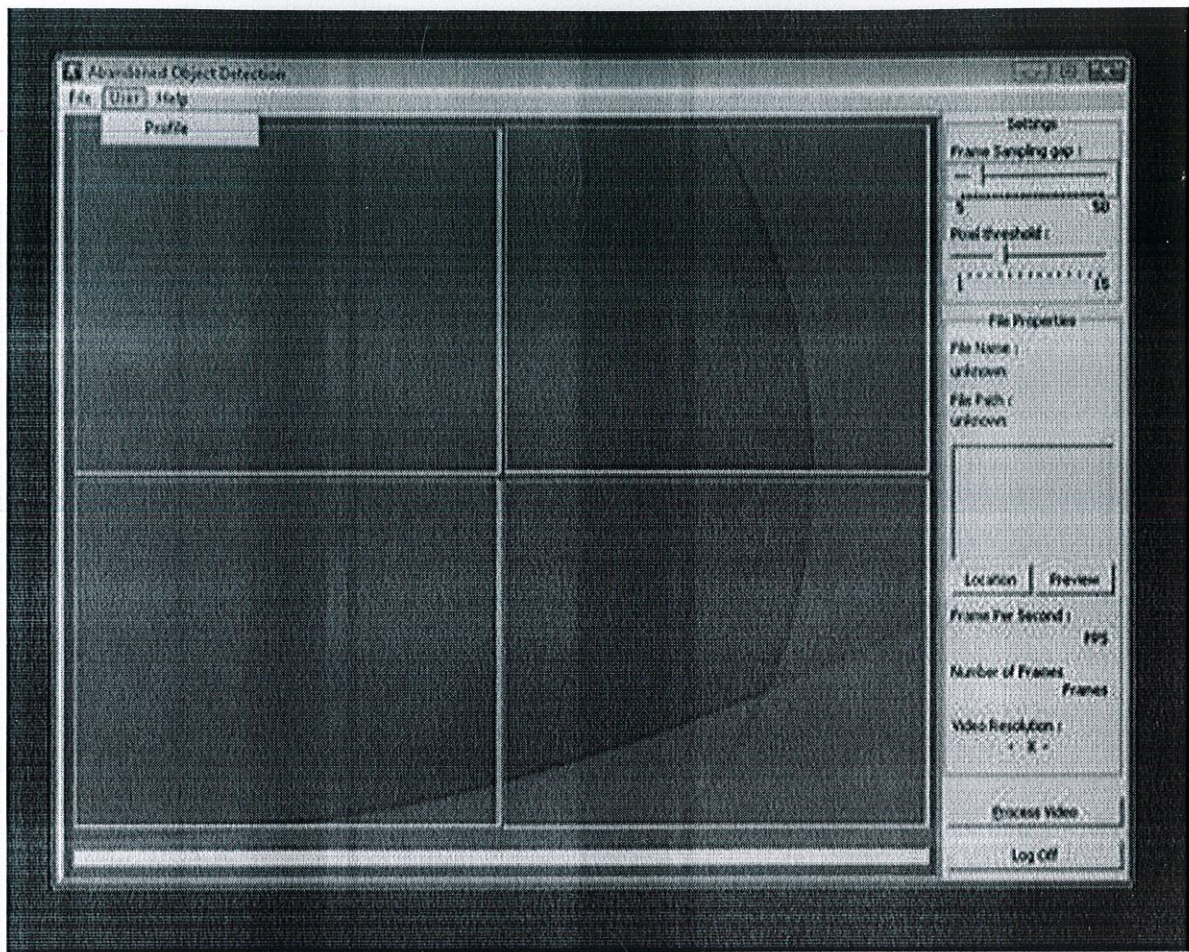 Abandoned Object Detection
File User Help
Profile
Settings
Frame Sampling gap :
5 50
Pixel threshold :
1 15
File Properties
File Name :
unknown
File Path :
unknown
Location Preview
Frame Per Second :
FPS
Number of Frames
Frames
Video Resolution :
- X -
Process Video
Log Off